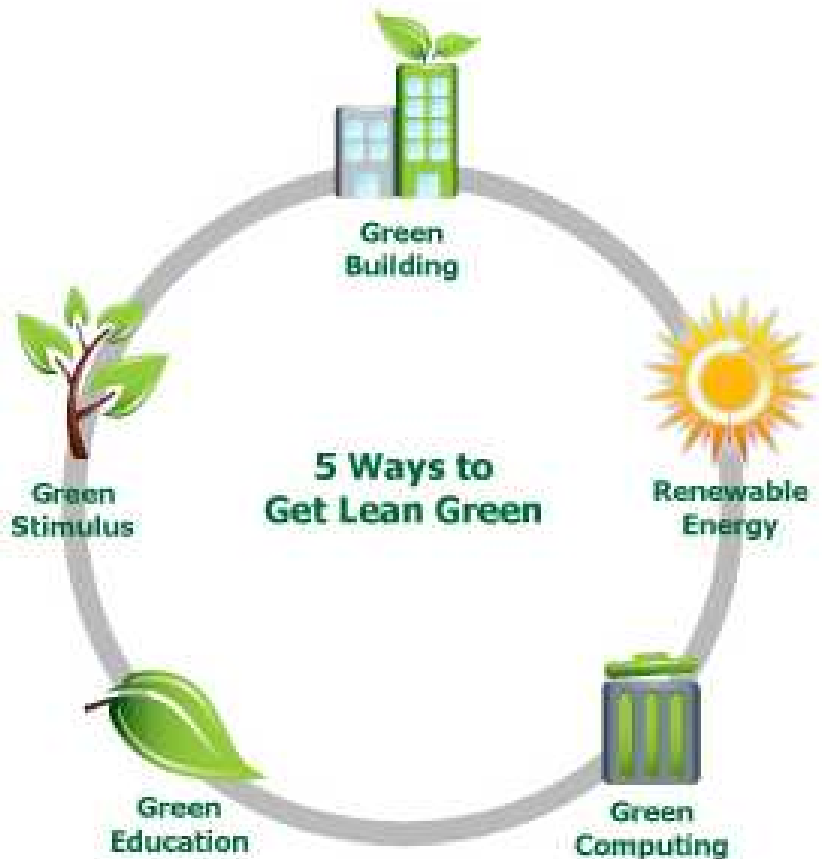 Green
Building
Renewable
Energy
Green
Computing
Green
Education
Green
Stimulus
5 Ways to
Get Lean Green